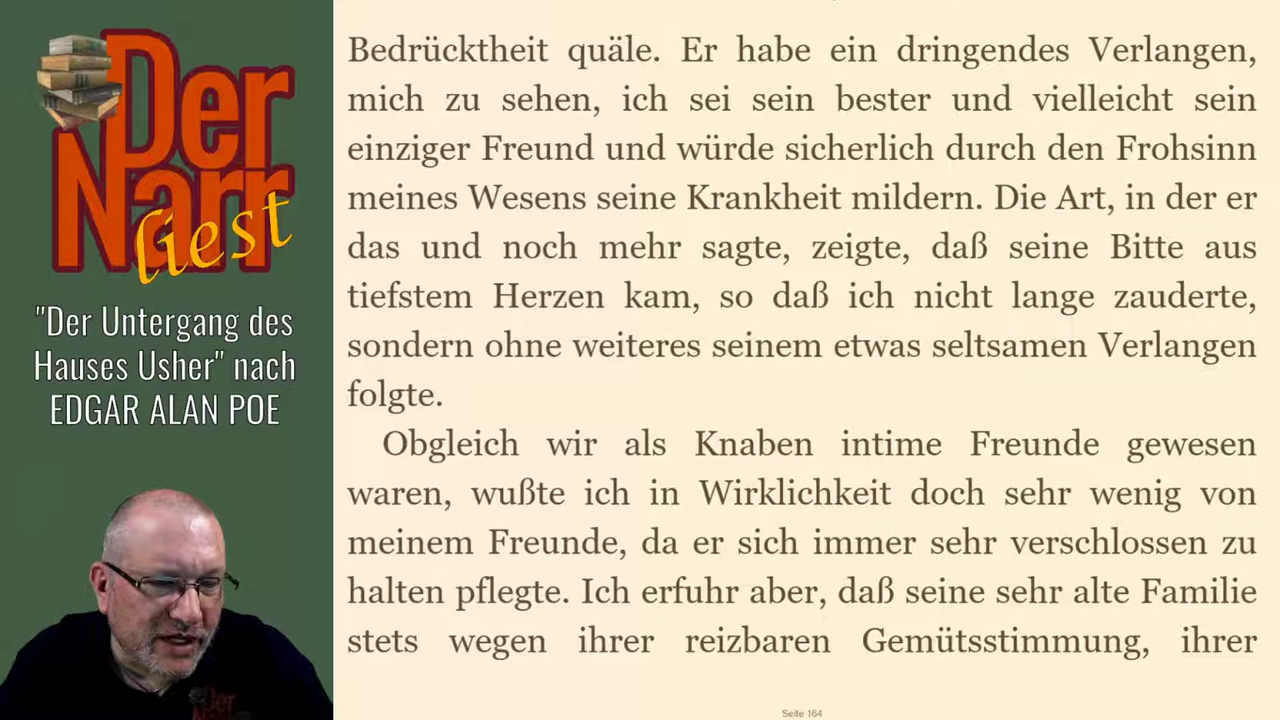 Der
Narr
liest
"Der Untergang des
Hauses Usher" nach
EDGAR ALAN POE
Bedrücktheit quäle. Er habe ein dringendes Verlangen,
mich zu sehen, ich sei sein bester und vielleicht sein
einziger Freund und würde sicherlich durch den Frohsinn
meines Wesens seine Krankheit mildern. Die Art, in der er
das und noch mehr sagte, zeigte, daß seine Bitte aus
tiefstem Herzen kam, so daß ich nicht lange zauderte,
sondern ohne weiteres seinem etwas seltsamen Verlangen
folgte.
Obgleich wir als Knaben intime Freunde gewesen
waren, wußte ich in Wirklichkeit doch sehr wenig von
meinem Freunde, da er sich immer sehr verschlossen zu
halten pflegte. Ich erfuhr aber, daß seine sehr alte Familie
stets wegen ihrer reizbaren Gemütsstimmung, ihrer
Seite 164
Der